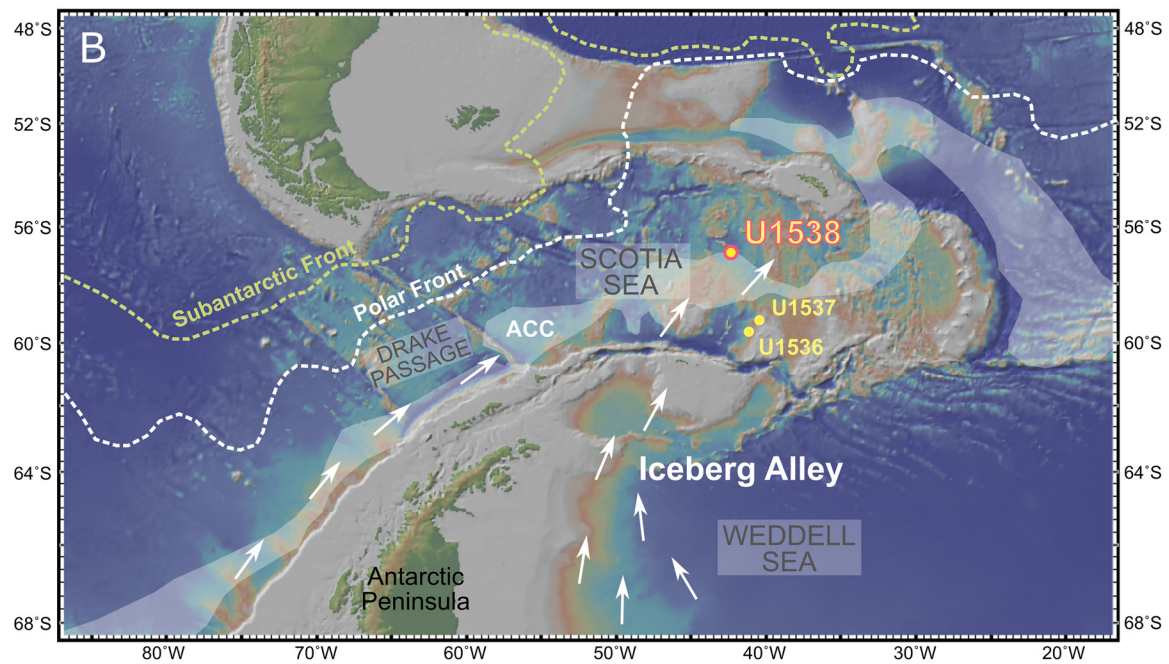 B
48°S
48°S
52°S
52°S
U1538
56°S
56°S
SCOTIA
SEA
Subantarctic Front
Polar Front
U1537
ACC
U1536
60°S
60°S
DRAKE
PASSAGE
Iceberg Alley
64°S
64°S
WEDDELL
SEA
Antarctic
Peninsula
68°S
68°S
80°W
70°W
60°W
50°W
40°W
30°W
20°W